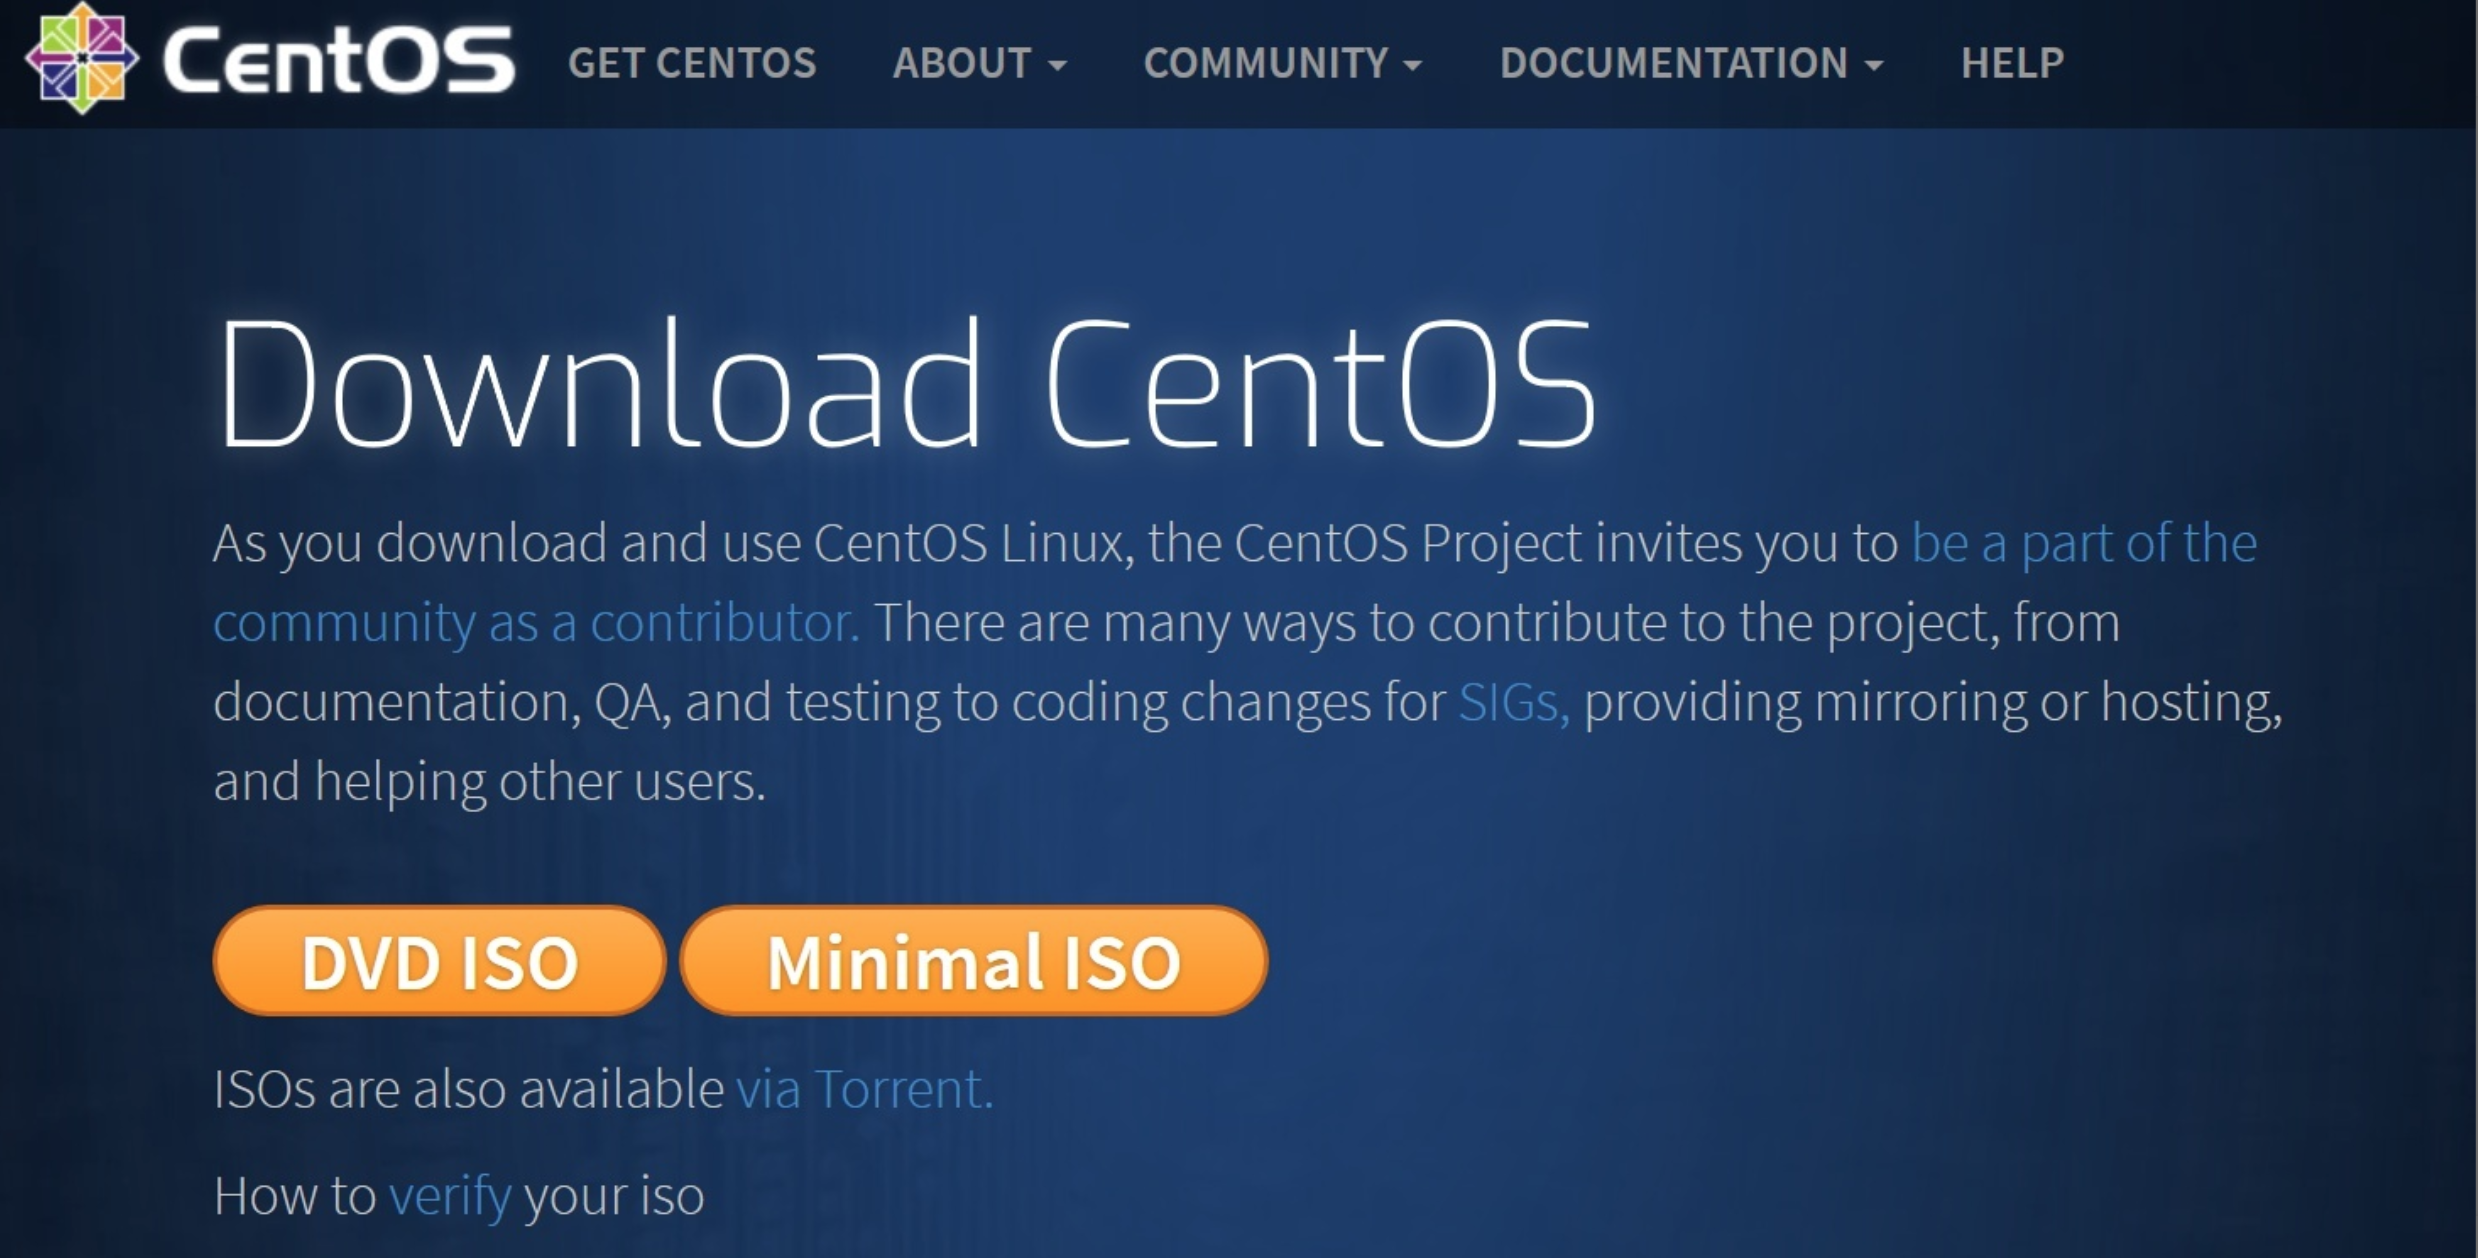 CentOS GET CENTOS ABOUT COMMUNITY DOCUMENTATION HELP
Download CentOS
As you download and use CentOS Linux, the CentOS Project invites you to be a part of the
community as a contributor. There are many ways to contribute to the project, from
documentation, QA, and testing to coding changes for SIGs, providing mirroring or hosting,
and helping other users.
DVD ISO Minimal ISO
ISOs are also available via Torrent.
How to verify your iso